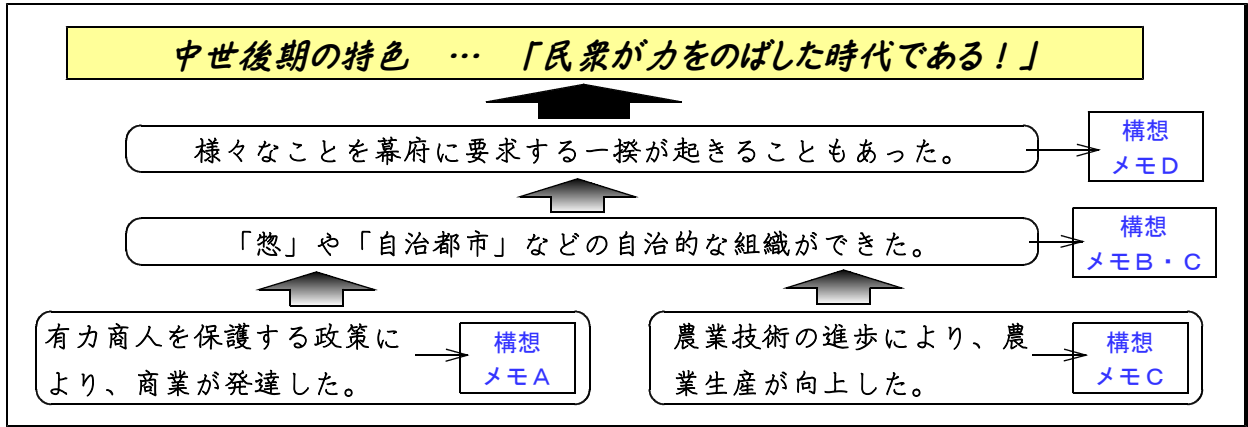 中世後期の特色 … 「民衆が力をのばした時代である！」
様々なことを幕府に要求する一揆が起きることもあった。
構想
メモＤ
「惣」や「自治都市」などの自治的な組織ができた。
構想
メモＢ・Ｃ
有力商人を保護する政策に
より、商業が発達した。
構想
メモＡ
農業技術の進歩により、農
業生産が向上した。
構想
メモＣ